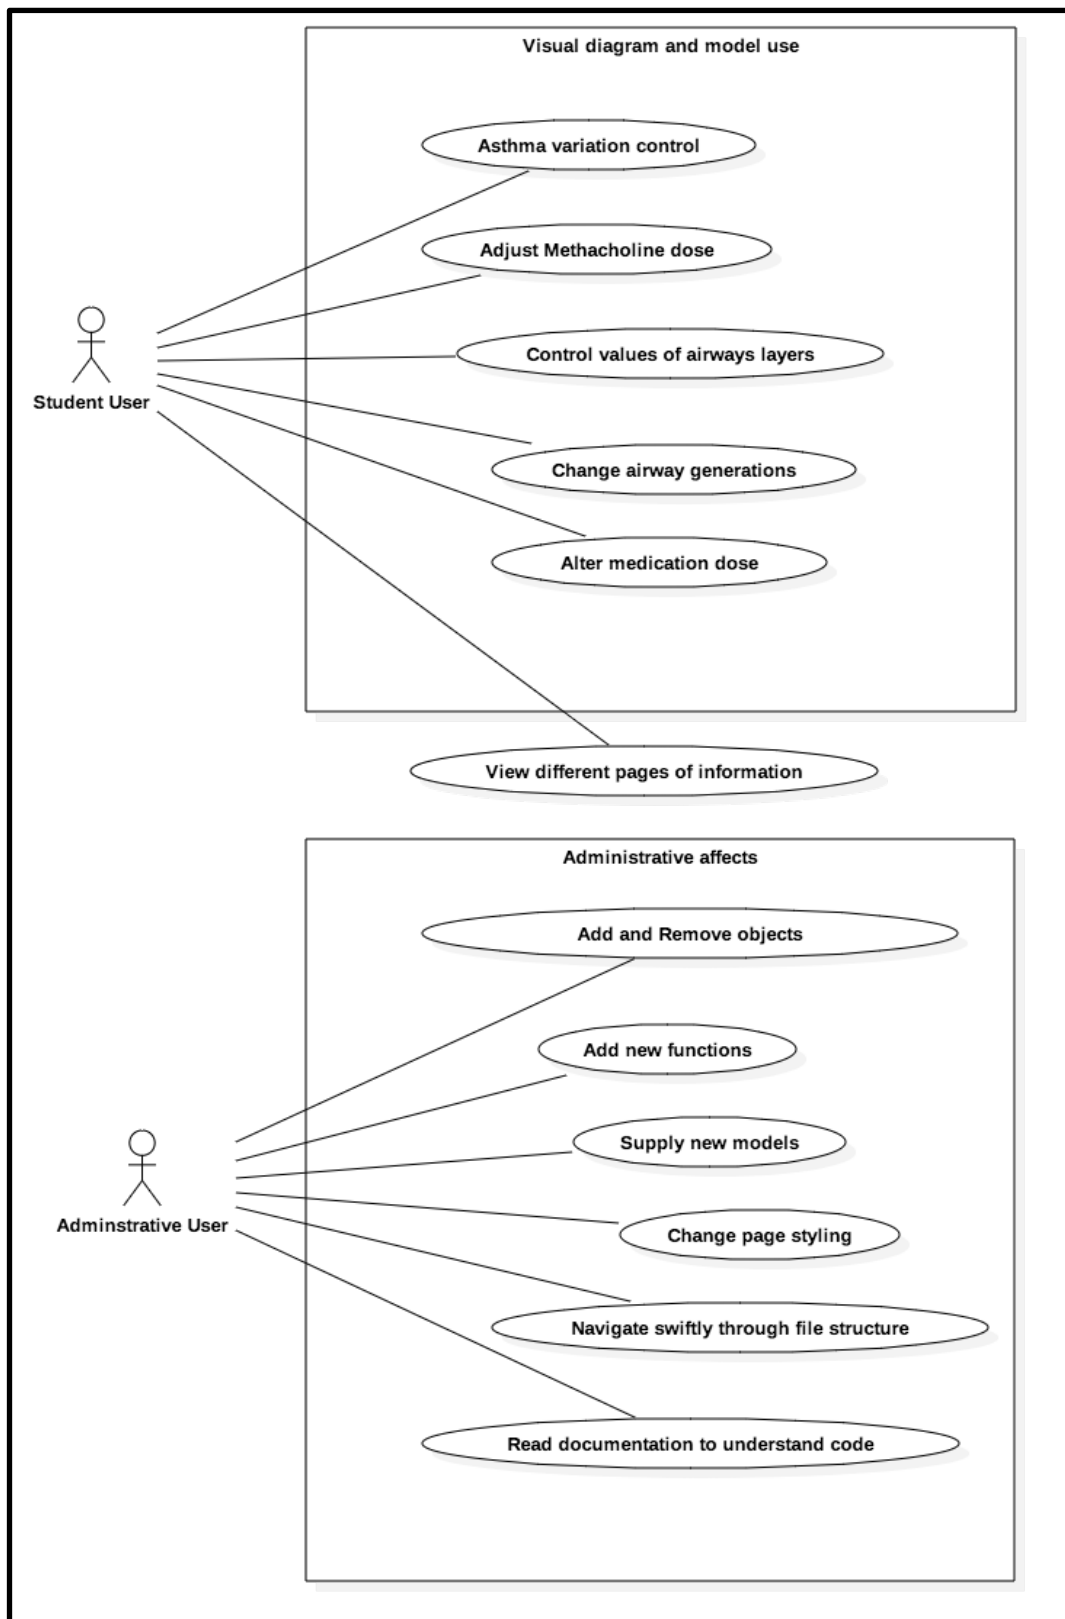 Visual diagram and model use
Asthma variation control
Adjust Methacholine dose
Control values of airways layers
Student User
Change airway generations
Alter medication dose
View different pages of information
Administrative affects
Add and Remove objects
Add new functions
Supply new models
Adminstrative User
Change page styling
Navigate swiftly through file structure
Read documentation to understand code